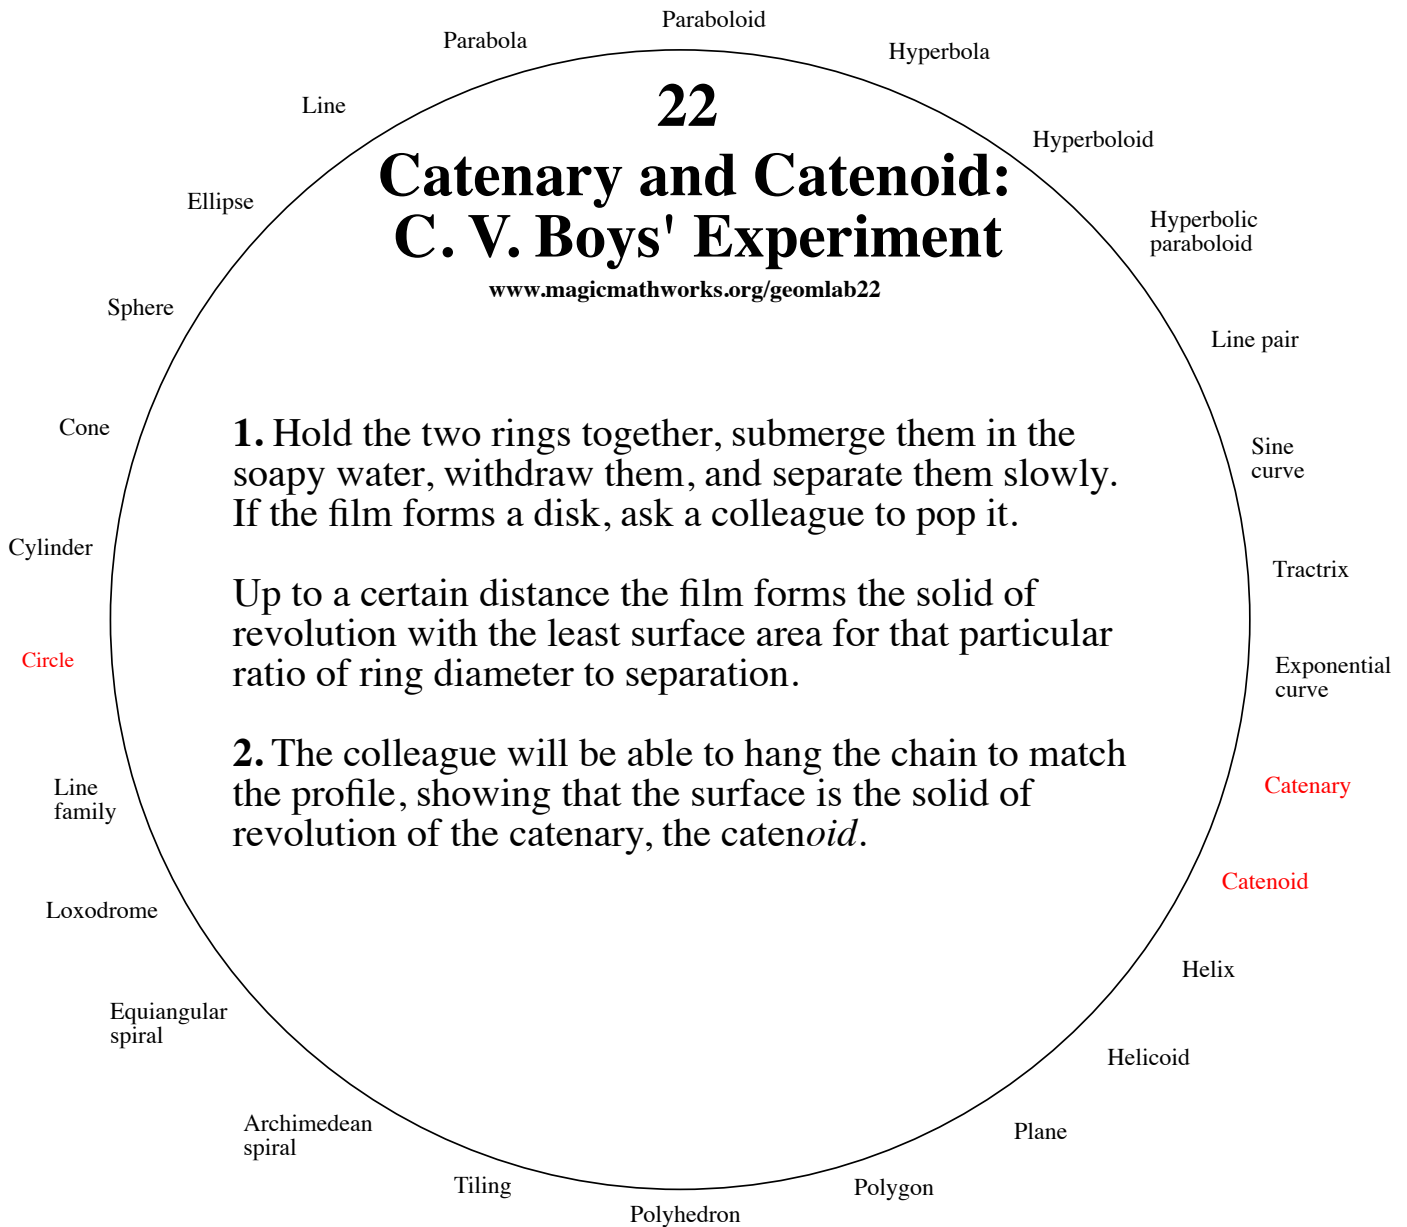 Paraboloid
Parabola
Hyperbola
Line
Hyperboloid
Ellipse
Hyperbolic
paraboloid
Sphere
Line pair
Cone
Sine
curve
Cylinder
Tractrix
Circle
Exponential
curve
Line
family
Catenary
Loxodrome
Catenoid
Equiangular
spiral
Helix
Helicoid
Archimedean
spiral
Plane
Tiling
Polygon
Polyhedron
22
Catenary and Catenoid:
C. V. Boys' Experiment
www.magicmathworks.org/geomlab22
1. Hold the two rings together, submerge them in the
soapy water, withdraw them, and separate them slowly.
If the film forms a disk, ask a colleague to pop it.
Up to a certain distance the film forms the solid of
revolution with the least surface area for that particular
ratio of ring diameter to separation.
2. The colleague will be able to hang the chain to match
the profile, showing that the surface is the solid of
revolution of the catenary, the catenoid.